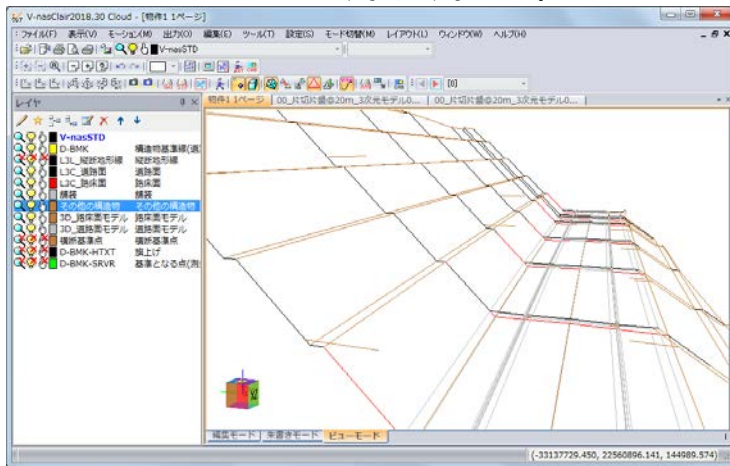 V-nasClair2018.30 Cloud - [物件1 1ページ]
ファイル(F) 表示(V) モーション(M) 出力(O) 編集(E) ツール(T) 設定(S) モード切替(M) レイアウト(L) ウィンドウ(W) ヘルプ(H)
V-nasSTD
[0]
レイヤ
物件1 1ページ | 00_片切片盛@20m_3次元モデル0... | 00_片切片盛@20m_3次元モデル0...
V-nasSTD
D-BMK 構造物基準線(道
L3L_縦断地形線 縦断地形線
L3C_道路面 道路面
L3C_路床面 路床面
舗装 舗装
その他の構造物 その他の構造物
3D_路床面モデル 路床面モデル
3D_道路面モデル 道路面モデル
横断基準点 横断基準点
D-BMK-HTXT 旗上げ
D-BMK-SRVR 基準となる点(測
編集モード 朱書きモード ビューモード
(-33137729.450, 22560896.141, 144989.574)